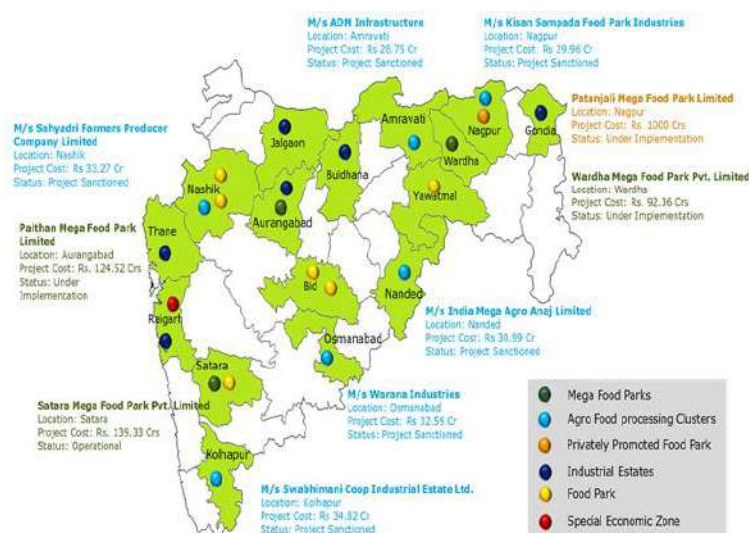 M/s ADN Infrastructure
Location: Amravati
Project Cost: Rs 28.75 Cr
Status: Project Sanctioned
M/s Kisan Sampada Food Park Industries
Location: Nagpur
Project Cost: Rs 29.96 Cr
Status: Project Sanctioned
Patanjali Mega Food Park Limited
Location: Nagpur
Project Cost: Rs. 1000 Crs
Status: Under Implementation
Wardha Mega Food Park Pvt. Limited
Location: Wardha
Project Cost: Rs. 92.36 Crs
Status: Under Implementation
M/s Sahyadri Farmers Producer
Company Limited
Location: Nashik
Project Cost: Rs 33.27 Cr
Status: Project Sanctioned
Paithan Mega Food Park
Limited
Location: Aurangabad
Project Cost: Rs. 124.52 Crs
Status: Under
Implementation
Satara Mega Food Park Pvt. Limited
Location: Satara
Project Cost: Rs. 139.33 Crs
Status: Operational
M/s India Mega Agro Anaj Limited
Location: Nanded
Project Cost: Rs 30.99 Cr
Status: Project Sanctioned
M/s Warana Industries
Location: Osmanabad
Project Cost: Rs 32.59 Cr
Status: Project Sanctioned
M/s Swabhimani Coop Industrial Estate Ltd.
Location: Kolhapur
Project Cost: Rs 34.82 Cr
Status: Project Sanctioned
Jalgaon
Buldhana
Amravati
Nagpur
Wardha
Gondia
Nashik
Aurangabad
Yawatmal
Thane
Bid
Nanded
Raigarh
Osmanabad
Satara
Kolhapur
Mega Food Parks
Agro Food processing Clusters
Privately Promoted Food Park
Industrial Estates
Food Park
Special Economic Zone